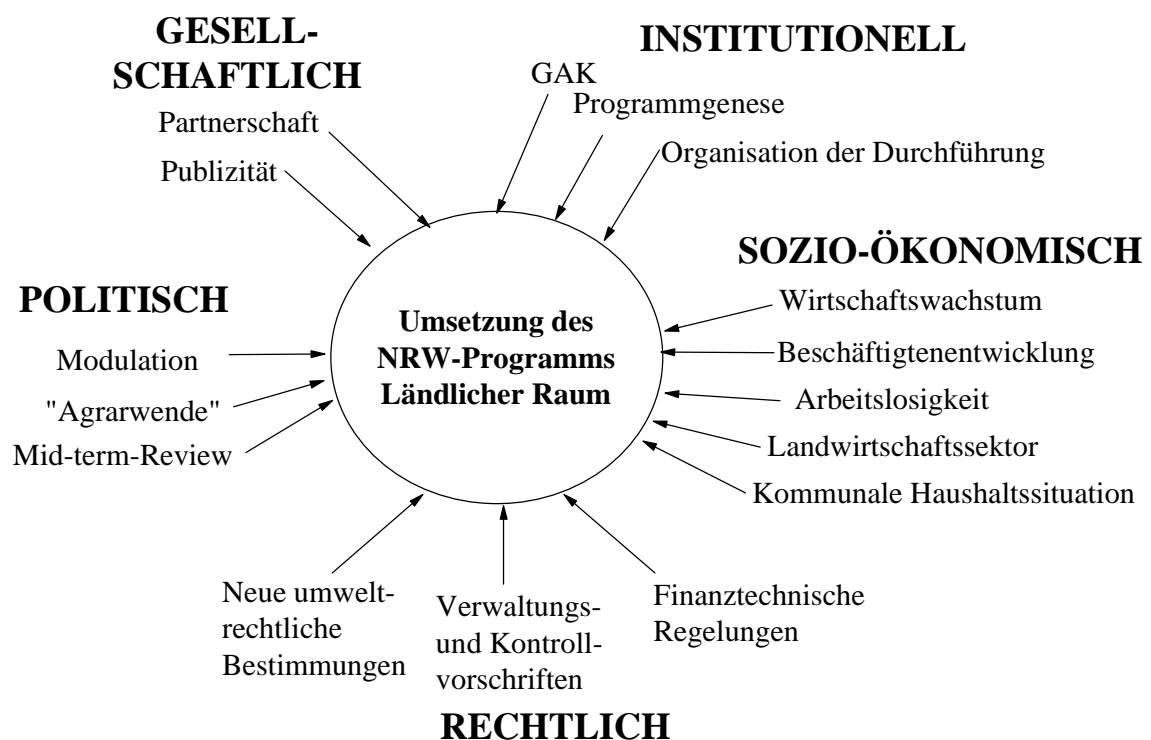 GESELL-
SCHAFTLICH
Partnerschaft
Publizität
INSTITUTIONELL
GAK
Programmgenese
Organisation der Durchführung
SOZIO-ÖKONOMISCH
Wirtschaftswachstum
Beschäftigtenentwicklung
Arbeitslosigkeit
Landwirtschaftssektor
Kommunale Haushaltssituation
POLITISCH
Modulation
"Agrarwende"
Mid-term-Review
Umsetzung des
NRW-Programms
Ländlicher Raum
Neue umwelt-
rechtliche
Bestimmungen
Verwaltungs-
und Kontroll-
vorschriften
Finanztechnische
Regelungen
RECHTLICH